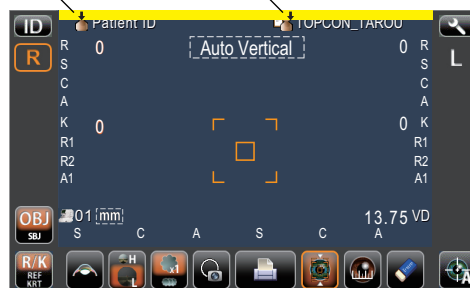 ID Patient ID TOPCON_TAROU
R R 0 Auto Vertical 0 R L
S S
C C
A A
K 0 0 K
R1 R1
R2 R2
A1 A1
OBJ SBJ 01 mm 13.75 VD
S C A S C A
R/K REF KRT H L x1 A